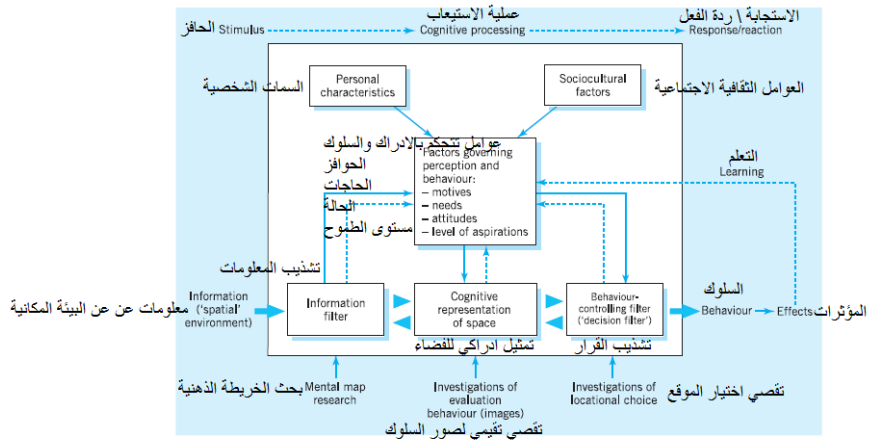 الاستجابة \ ردة الفعل
عملية الاستيعاب
الحافز Stimulus
Cognitive processing
Response/reaction
Personal
characteristics
السمات الشخصية
Sociocultural
factors
العوامل الثقافية الاجتماعية
عوامل تتحكم بالادراك والسلوك
Factors governing
perception and
behaviour:
– motives
– needs
– attitudes
– level of aspirations
الحوافز
الحاجات
الحالة
مستوى الطموح
التعلم
Learning
تشذيب المعلومات
معلومات عن عن البيئة المكانية
Information
('spatial'
environment)
Information
filter
Cognitive
representation
of space
Behaviour-
controlling filter
('decision filter')
السلوك
Behaviour
Effects
المؤثرات
تمثيل ادراكي للفضاء
تشذيب القرار
بحث الخريطة الذهنية
Mental map
research
Investigations of
evaluation
behaviour (images)
تقصي تقيمي لصور السلوك
Investigations of
locational choice
تقصي اختيار الموقع